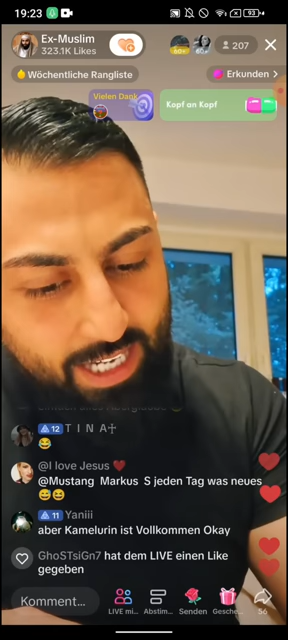 19:23
93
Ex-Muslim
323.1K Likes
207
Wöchentliche Rangliste
Erkunden
Vielen Dank
Kopf an Kopf
12 T I N A
@I love Jesus
@Mustang Markus S jeden Tag was neues
11 Yaniii
aber Kamelurin ist Vollkommen Okay
GhoSTsiGn7 hat dem LIVE einen Like
gegeben
Komment...
LIVE mi...
Abstim...
Senden
Gesche...
56